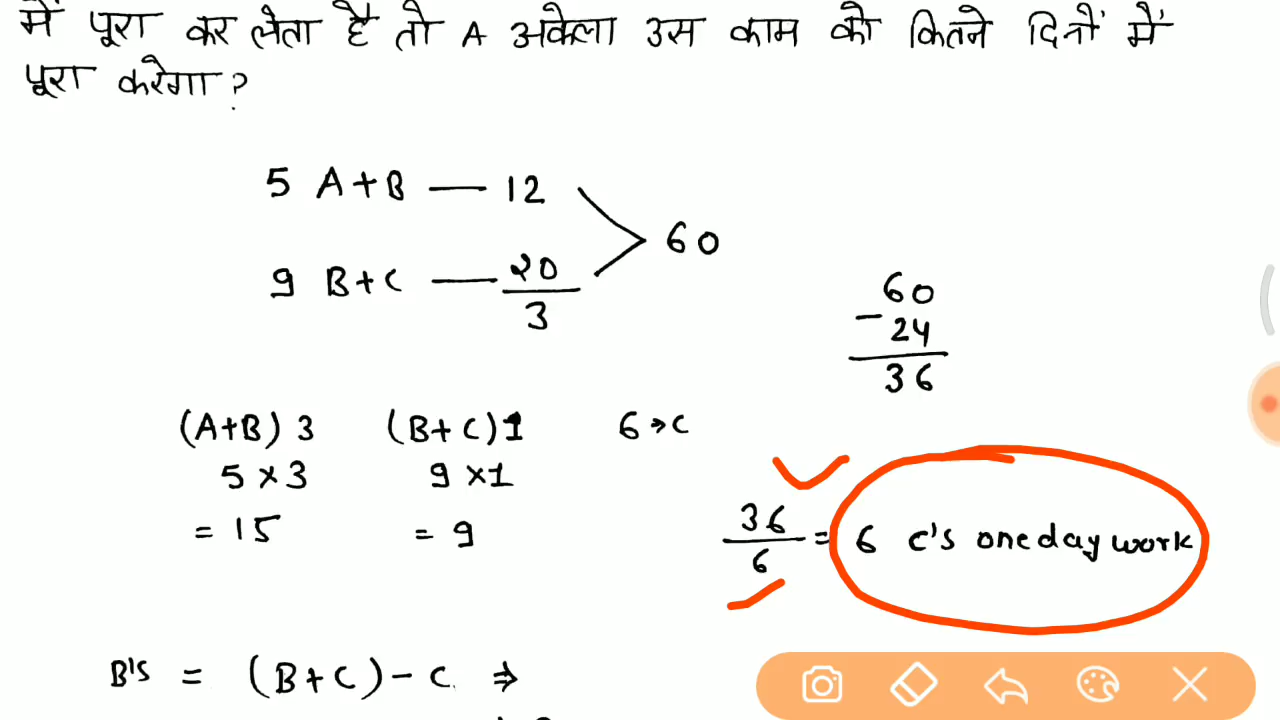 में पूरा कर लेता है तो A अकेला उस काम को कितने दिनों में
पूरा करेगा?
5 A+B — 12
60
9 B+C — 20/3
60
- 24
36
(A+B) 3 (B+C) 1 6 → C
5 × 3 9 × 1
= 15 = 9
36/6 = 6 C's one day work
B's = (B+C) - C ⇒